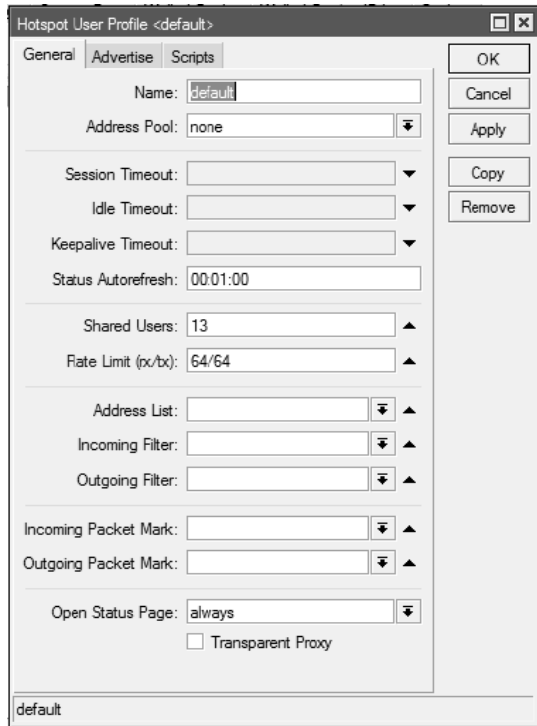 Hotspot User Profile <default>
General Advertise Scripts
OK
Name: default
Cancel
Address Pool: none
Apply
Session Timeout:
Copy
Idle Timeout:
Remove
Keepalive Timeout:
Status Autorefresh: 00:01:00
Shared Users: 13
Rate Limit (rx/tx): 64/64
Address List:
Incoming Filter:
Outgoing Filter:
Incoming Packet Mark:
Outgoing Packet Mark:
Open Status Page: always
Transparent Proxy
default